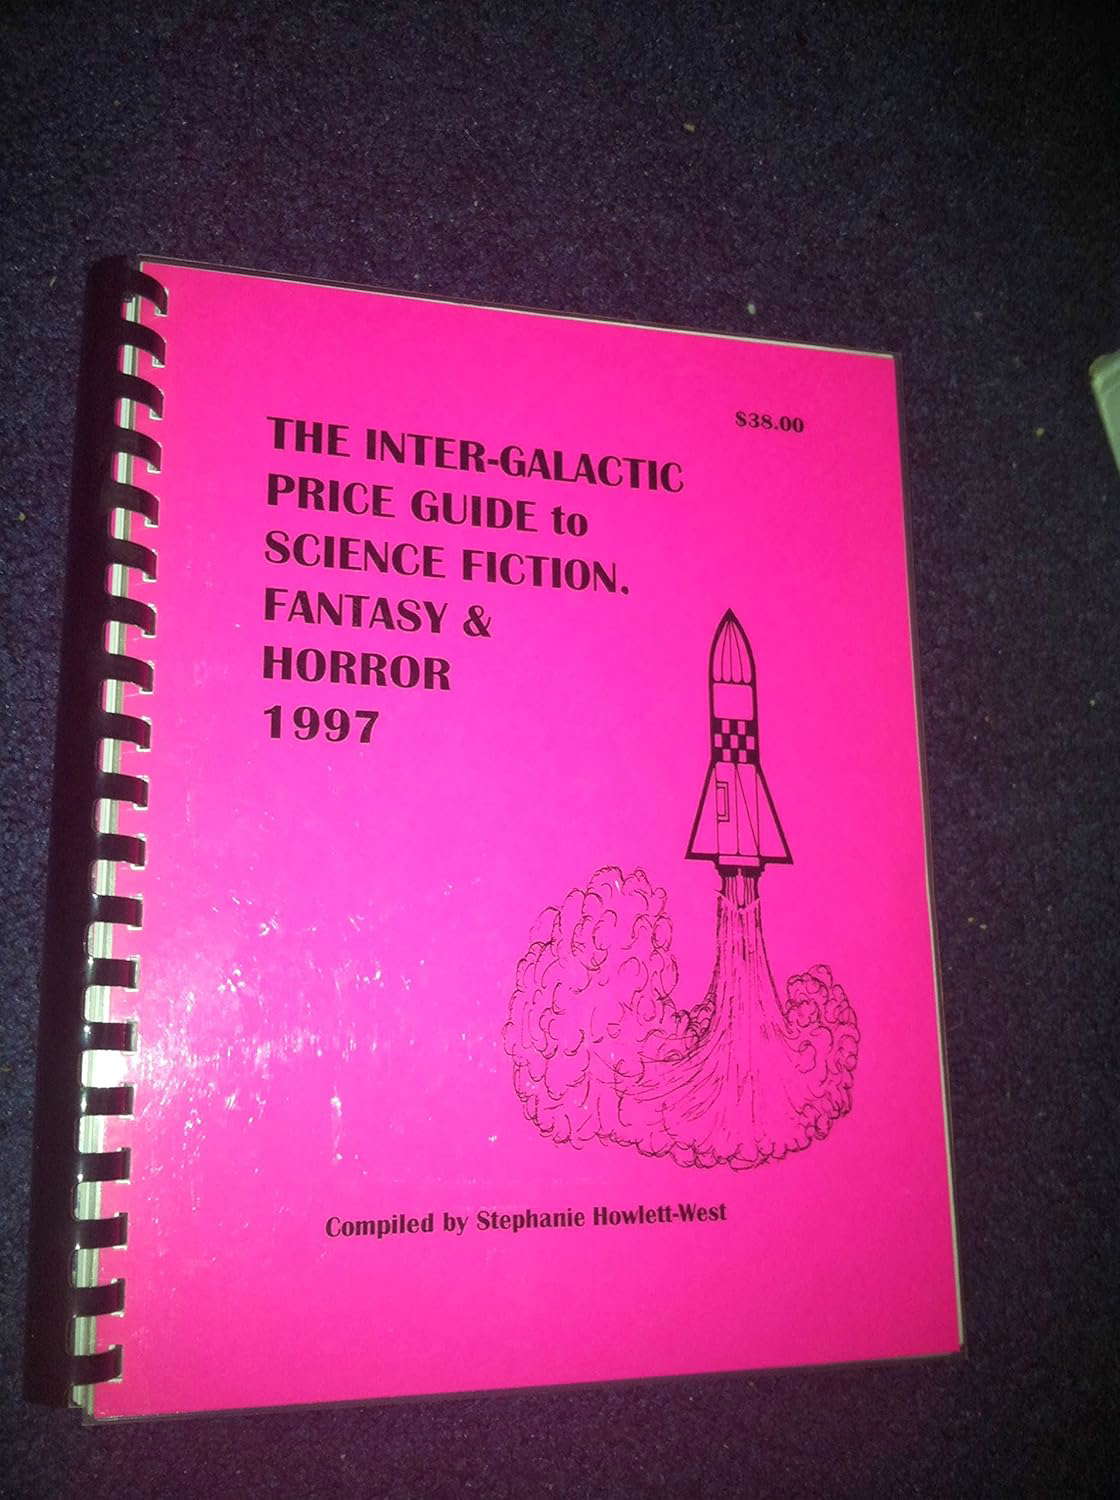 $38.00
THE INTER-GALACTIC
PRICE GUIDE to
SCIENCE FICTION,
FANTASY &
HORROR
1997
Compiled by Stephanie Howlett-West